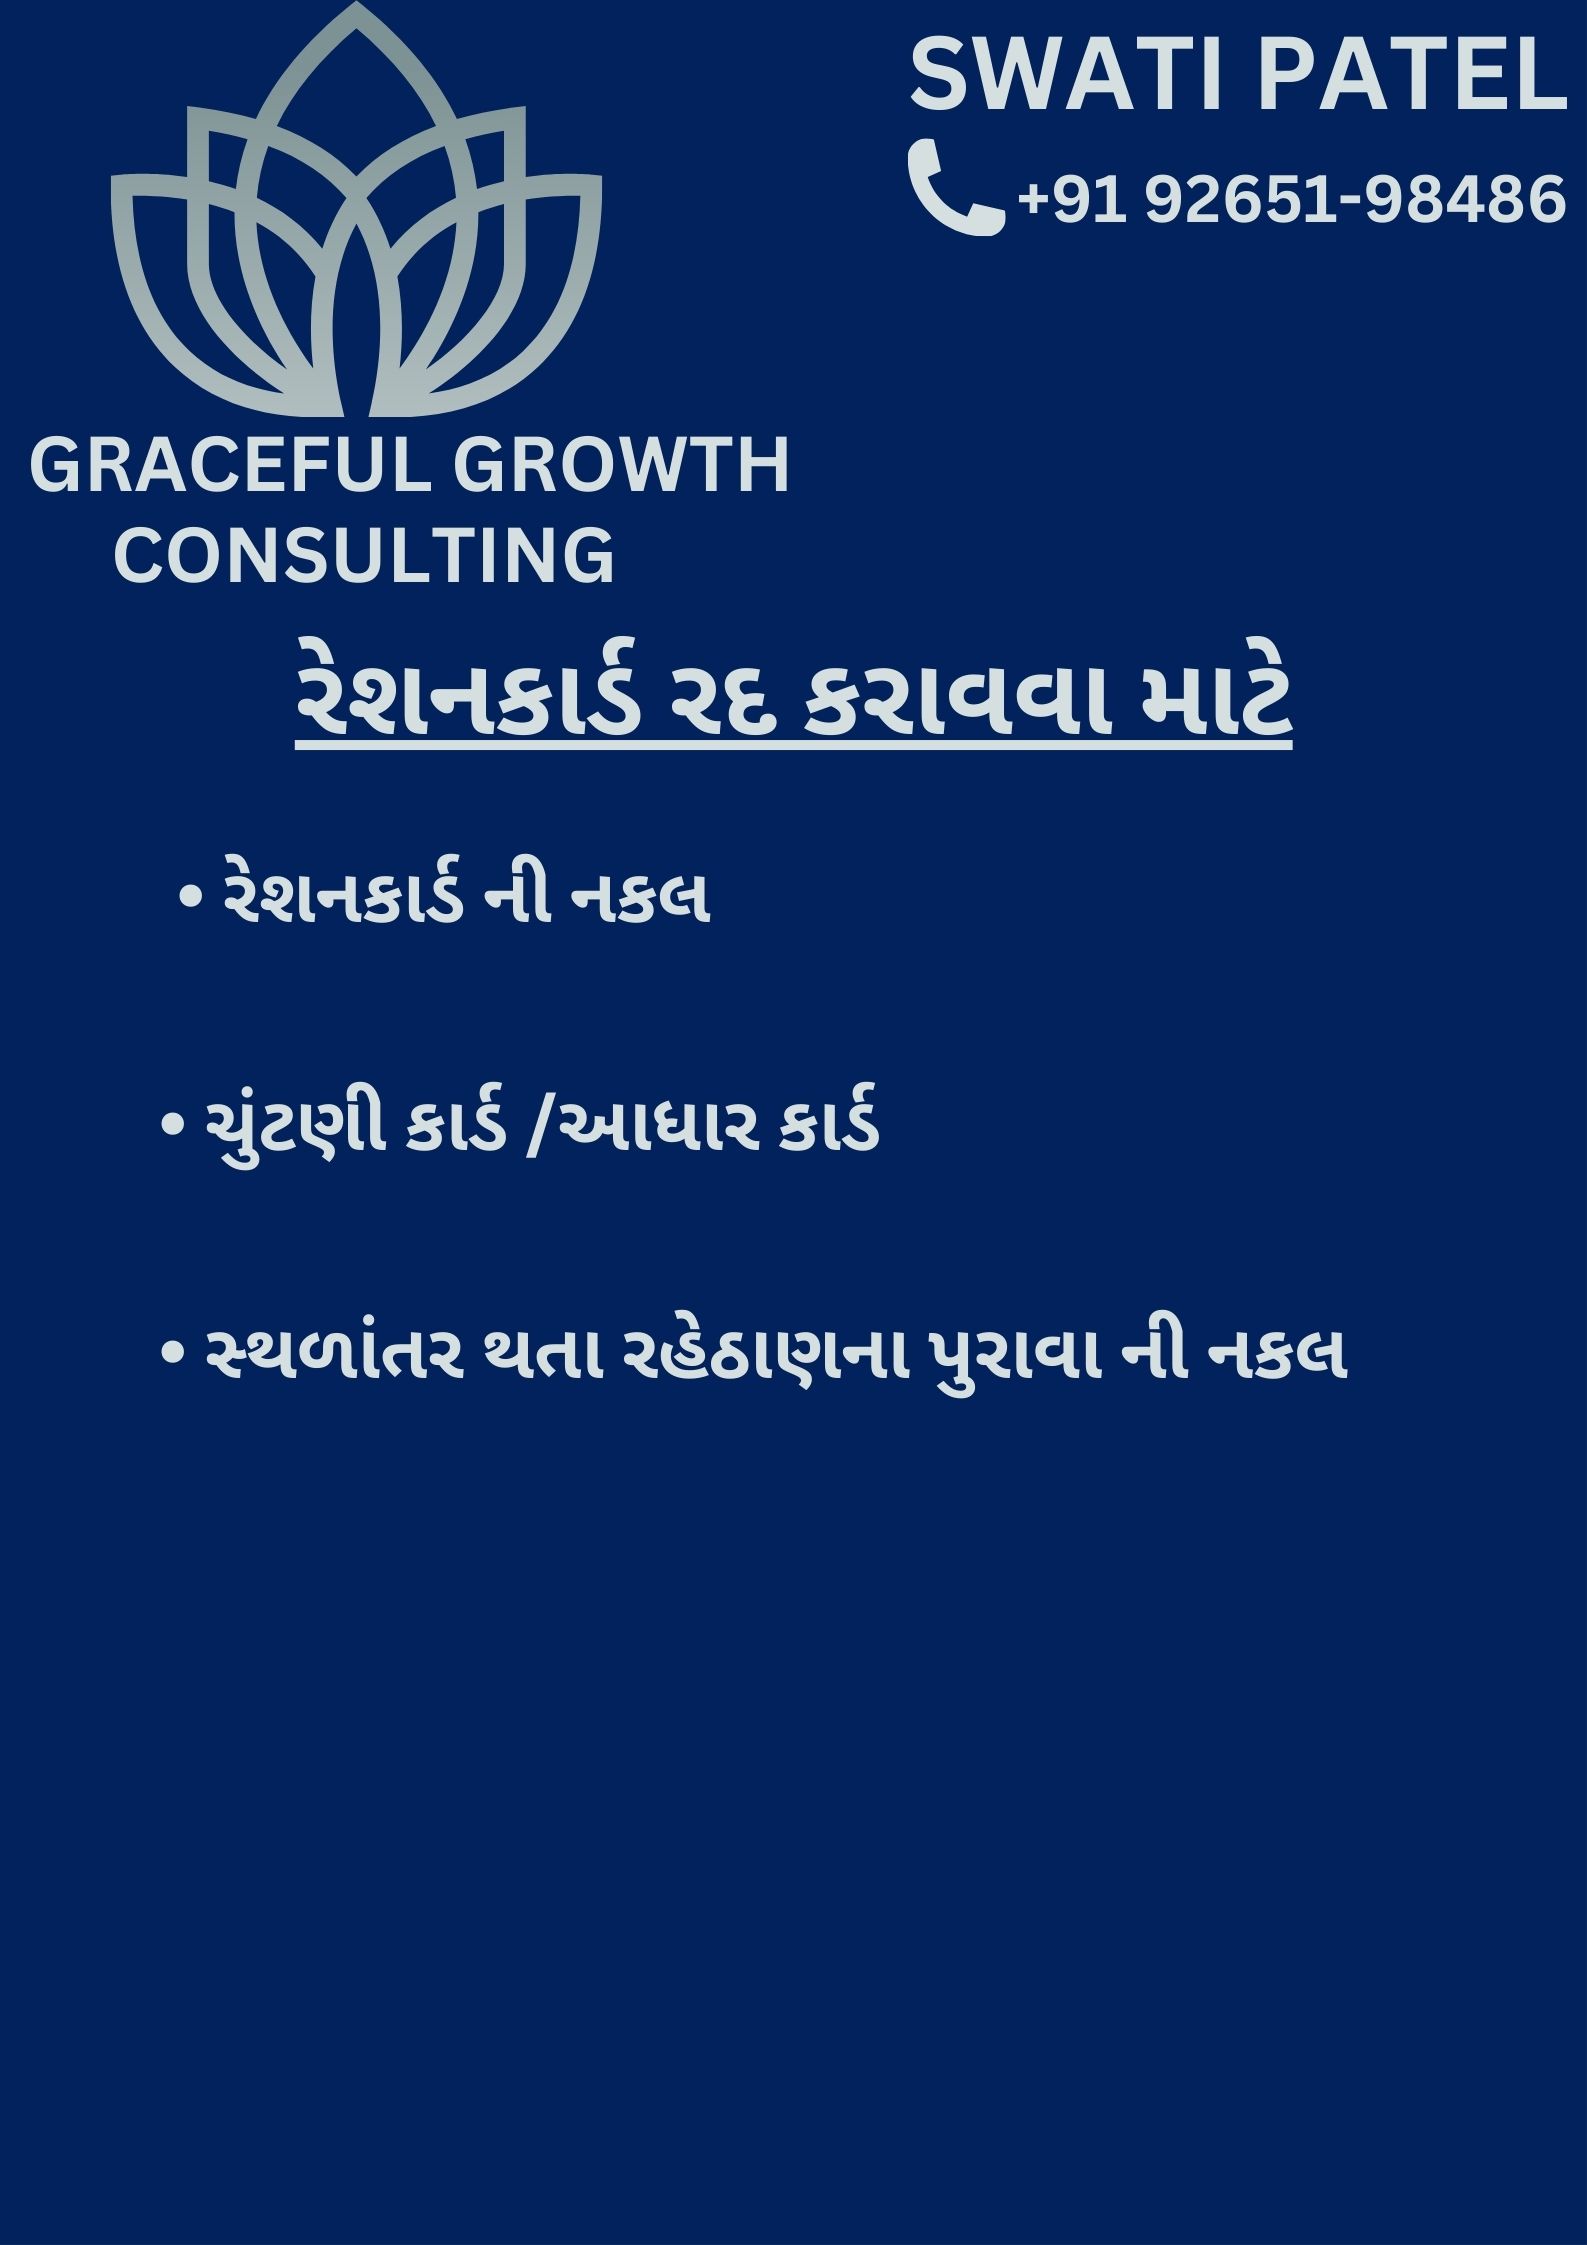 SWATI PATEL
+91 92651-98486
GRACEFUL GROWTH
CONSULTING
રેશનકાર્ડ રદ કરાવવા માટે
• રેશનકાર્ડ ની નકલ
• ચુંટણી કાર્ડ /આધાર કાર્ડ
• સ્થળાંતર થતા રહેઠાણના પુરાવા ની નકલ